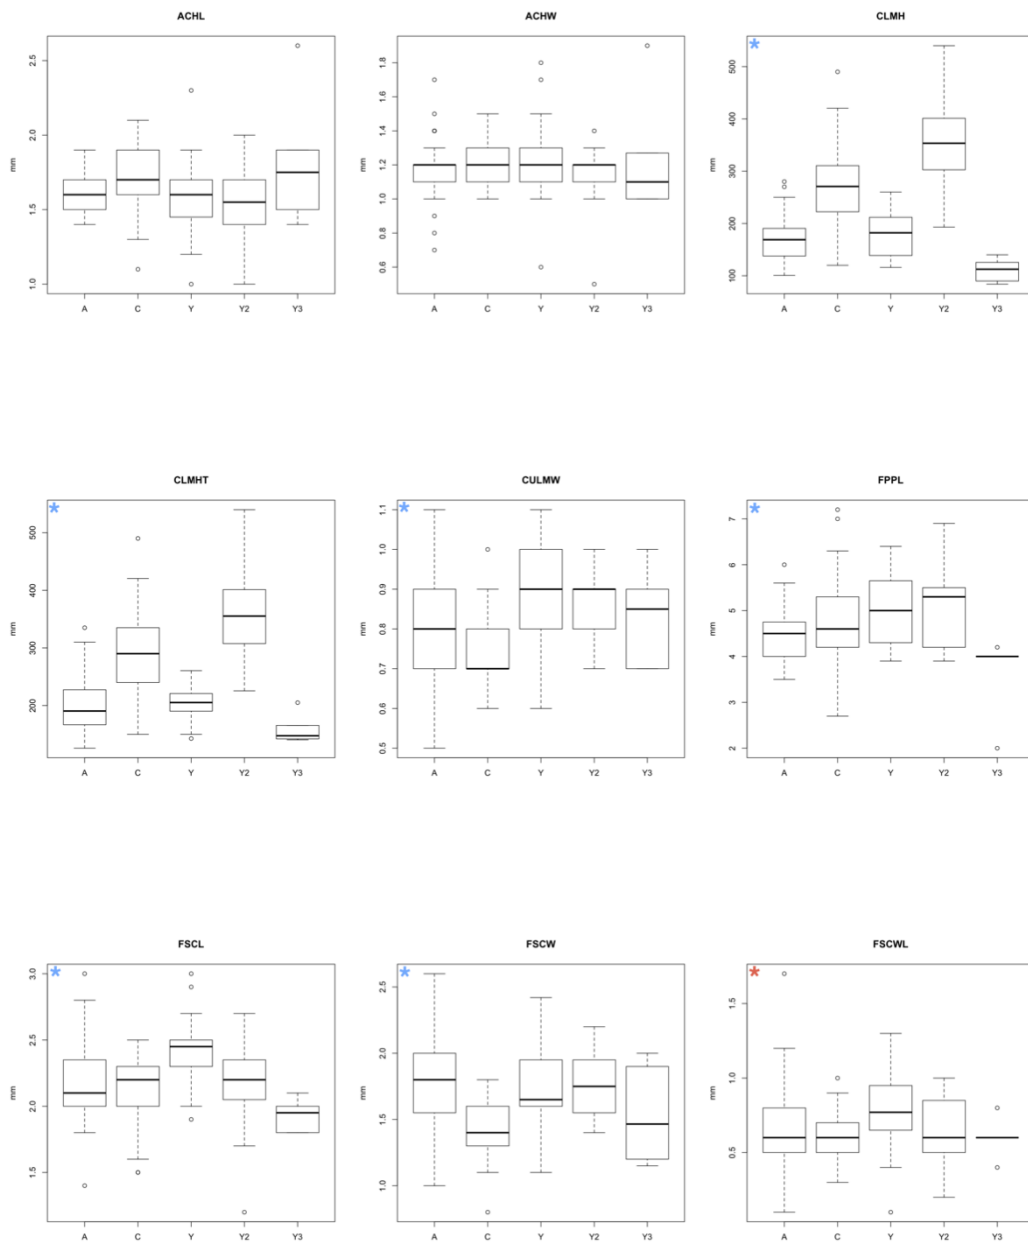 ACHL
ACHW
CLMH
2.5
2.0
1.5
1.0
mm
A C Y Y2 Y3
1.8
1.6
1.4
1.2
1.0
0.8
0.6
mm
A C Y Y2 Y3
500
400
300
200
100
mm
A C Y Y2 Y3
CLMHT
CULMW
FPPL
500
400
300
200
mm
A C Y Y2 Y3
1.1
1.0
0.9
0.8
0.7
0.6
0.5
mm
A C Y Y2 Y3
7
6
5
4
3
2
mm
A C Y Y2 Y3
FSCL
FSCW
FSCWL
3.0
2.5
2.0
1.5
mm
A C Y Y2 Y3
2.5
2.0
1.5
1.0
mm
A C Y Y2 Y3
1.5
1.0
0.5
mm
A C Y Y2 Y3